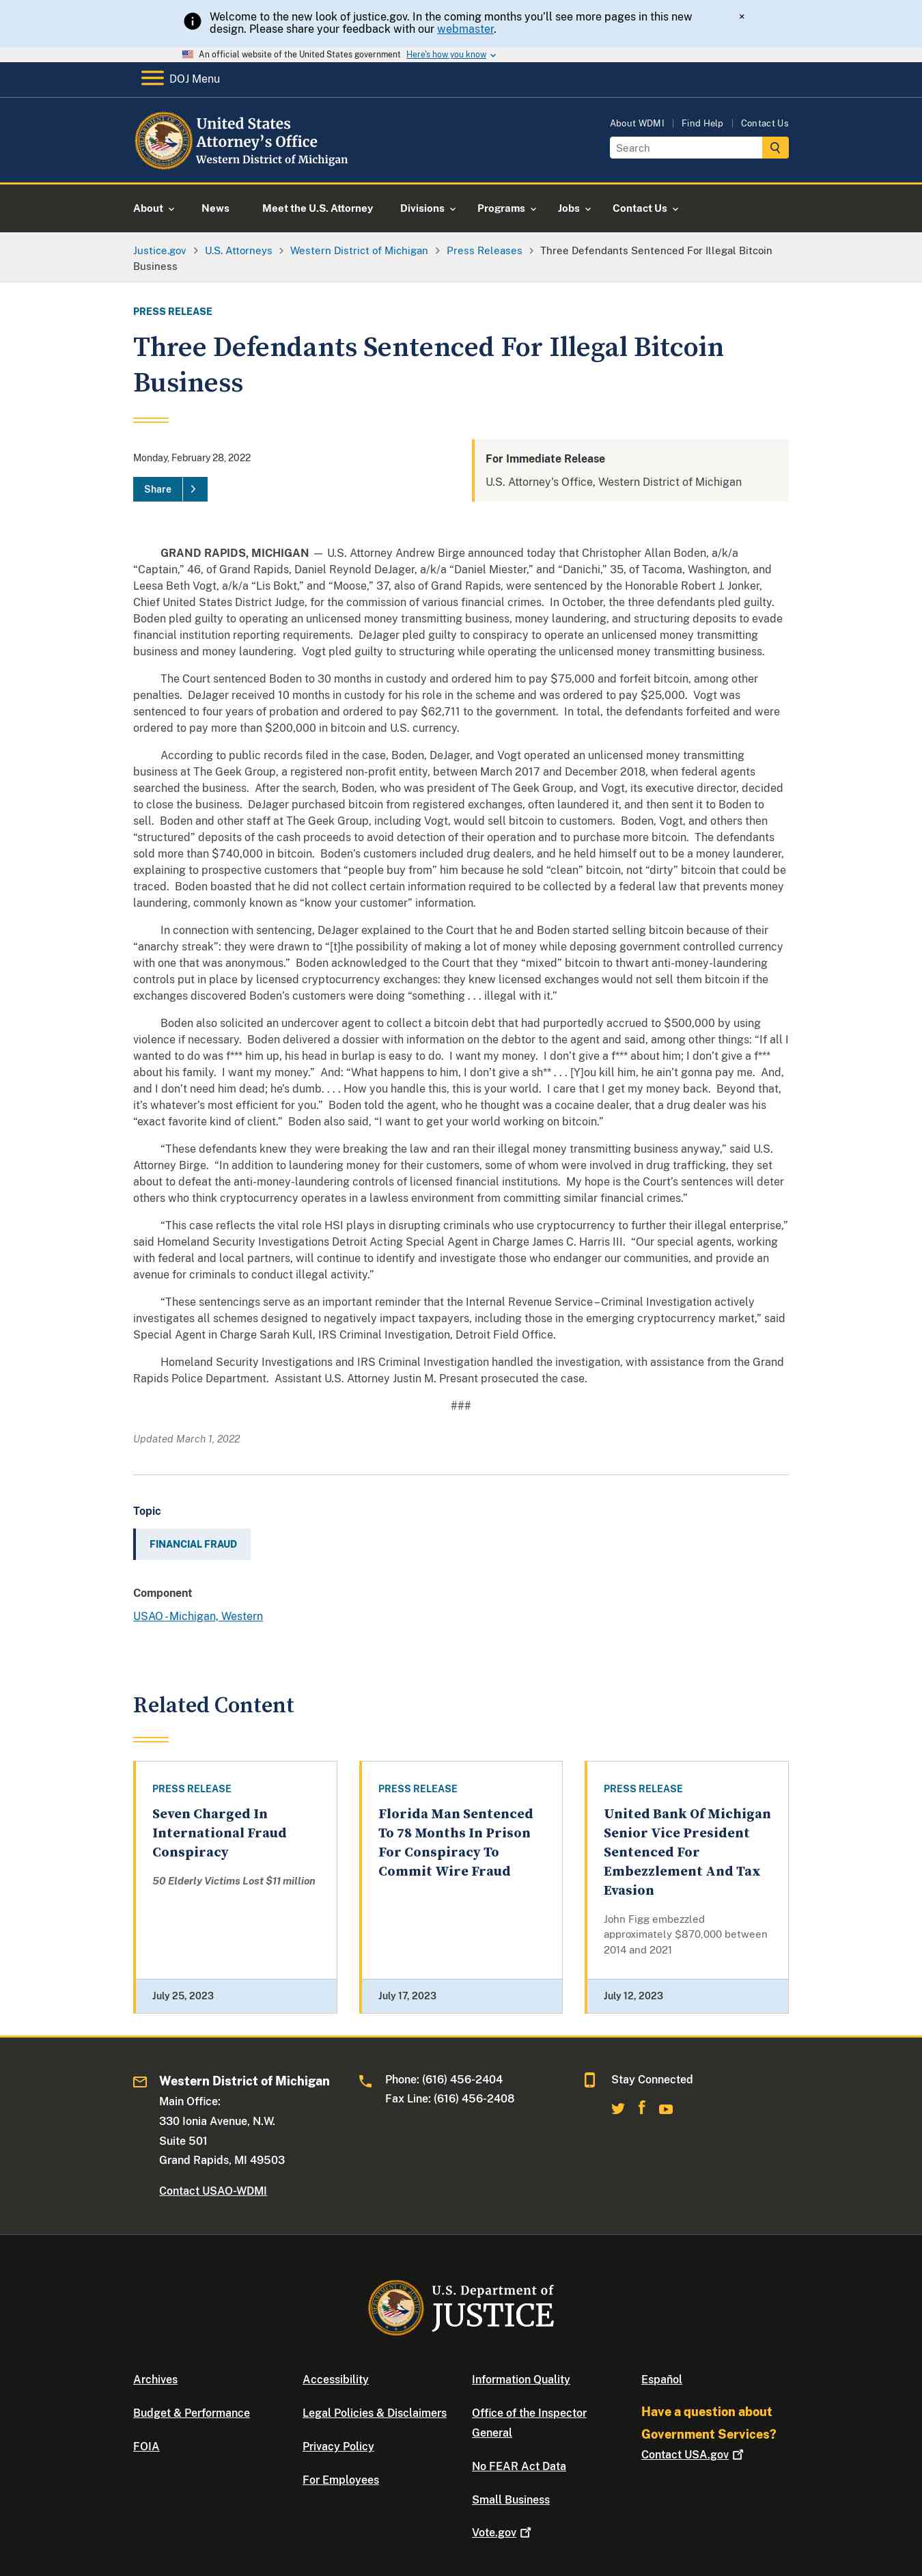 Welcome to the new look of justice.gov. In the coming months you'll see more pages in this new
design. Please share your feedback with our webmaster.
×
An official website of the United States government Here's how you know
DOJ Menu
United States
Attorney's Office
Western District of Michigan
About WDMI | Find Help | Contact Us
Search
About
News
Meet the U.S. Attorney
Divisions
Programs
Jobs
Contact Us
Justice.gov > U.S. Attorneys > Western District of Michigan > Press Releases > Three Defendants Sentenced For Illegal Bitcoin
Business
PRESS RELEASE
Three Defendants Sentenced For Illegal Bitcoin
Business
Monday, February 28, 2022
Share >
For Immediate Release
U.S. Attorney's Office, Western District of Michigan
GRAND RAPIDS, MICHIGAN — U.S. Attorney Andrew Birge announced today that Christopher Allan Boden, a/k/a
“Captain,” 46, of Grand Rapids, Daniel Reynold DeJager, a/k/a “Daniel Miester,” and “Danichi,” 35, of Tacoma, Washington, and
Leesa Beth Vogt, a/k/a “Lis Bokt,” and “Moose,” 37, also of Grand Rapids, were sentenced by the Honorable Robert J. Jonker,
Chief United States District Judge, for the commission of various financial crimes.  In October, the three defendants pled guilty.
Boden pled guilty to operating an unlicensed money transmitting business, money laundering, and structuring deposits to evade
financial institution reporting requirements.  DeJager pled guilty to conspiracy to operate an unlicensed money transmitting
business and money laundering.  Vogt pled guilty to structuring while operating the unlicensed money transmitting business.
The Court sentenced Boden to 30 months in custody and ordered him to pay $75,000 and forfeit bitcoin, among other
penalties.  DeJager received 10 months in custody for his role in the scheme and was ordered to pay $25,000.  Vogt was
sentenced to four years of probation and ordered to pay $62,711 to the government.  In total, the defendants forfeited and were
ordered to pay more than $200,000 in bitcoin and U.S. currency.
According to public records filed in the case, Boden, DeJager, and Vogt operated an unlicensed money transmitting
business at The Geek Group, a registered non-profit entity, between March 2017 and December 2018, when federal agents
searched the business.  After the search, Boden, who was president of The Geek Group, and Vogt, its executive director, decided
to close the business.  DeJager purchased bitcoin from registered exchanges, often laundered it, and then sent it to Boden to
sell.  Boden and other staff at The Geek Group, including Vogt, would sell bitcoin to customers.  Boden, Vogt, and others then
“structured” deposits of the cash proceeds to avoid detection of their operation and to purchase more bitcoin.  The defendants
sold more than $740,000 in bitcoin.  Boden's customers included drug dealers, and he held himself out to be a money launderer,
explaining to prospective customers that “people buy from” him because he sold “clean” bitcoin, not “dirty” bitcoin that could be
traced.  Boden boasted that he did not collect certain information required to be collected by a federal law that prevents money
laundering, commonly known as “know your customer” information.
In connection with sentencing, DeJager explained to the Court that he and Boden started selling bitcoin because of their
“anarchy streak”: they were drawn to “[t]he possibility of making a lot of money while deposing government controlled currency
with one that was anonymous.”  Boden acknowledged to the Court that they “mixed” bitcoin to thwart anti-money-laundering
controls put in place by licensed cryptocurrency exchanges: they knew licensed exchanges would not sell to them if the
exchanges discovered Boden's customers were doing “something . . . illegal with it.”
Boden also solicited an undercover agent to collect a bitcoin debt that had purportedly accrued to $500,000 by using
violence if necessary.  Boden delivered a dossier with information on the debtor to the agent and said, among other things: “If all I
wanted to do was f*** him up, his head in burlap is easy to do.  I want my money.  I don't give a f*** about him; I don't give a f***
about his family.  I want my money.”  And: “What happens to him, I don't give a sh** . . . [Y]ou kill him, he ain't gonna pay me.  And,
and I don't need him dead; he's dumb. . . . How you handle this, this is your world.  I care that I get my money back.  Beyond that,
it's whatever's most efficient for you.”  Boden told the agent, who he thought was a cocaine dealer, that a drug dealer was his
“exact favorite kind of client.”  Boden also said, “I want to get your world working on bitcoin.”
“These defendants knew they were breaking the law and ran their illegal money transmitting business anyway,” said U.S.
Attorney Birge.  “In addition to laundering money for their customers, some of whom were involved in drug trafficking, they set
about to defeat the anti-money-laundering controls of licensed financial institutions.  My hope is the Court's sentences will deter
others who think cryptocurrency operates in a lawless environment from committing similar financial crimes.”
“This case reflects the vital role HSI plays in disrupting criminals who use cryptocurrency to further their illegal enterprise,”
said Homeland Security Investigations Detroit Acting Special Agent in Charge James C. Harris III.  “Our special agents, working
with federal and local partners, will continue to identify and investigate those who endanger our communities, and provide an
avenue for criminals to conduct illegal activity.”
“These sentencings serve as an important reminder that the Internal Revenue Service–Criminal Investigation actively
investigates all schemes designed to negatively impact taxpayers, including those in the emerging cryptocurrency market,” said
Special Agent in Charge Sarah Kull, IRS Criminal Investigation, Detroit Field Office.
Homeland Security Investigations and IRS Criminal Investigation handled the investigation, with assistance from the Grand
Rapids Police Department.  Assistant U.S. Attorney Justin M. Presant prosecuted the case.
###
Updated March 1, 2022
Topic
FINANCIAL FRAUD
Component
USAO - Michigan, Western
Related Content
PRESS RELEASE
Seven Charged In
International Fraud
Conspiracy
50 Elderly Victims Lost $11 million
July 25, 2023
PRESS RELEASE
Florida Man Sentenced
To 78 Months In Prison
For Conspiracy To
Commit Wire Fraud
July 17, 2023
PRESS RELEASE
United Bank Of Michigan
Senior Vice President
Sentenced For
Embezzlement And Tax
Evasion
John Figg embezzled
approximately $870,000 between
2014 and 2021
July 12, 2023
Western District of Michigan
Main Office:
330 Ionia Avenue, N.W.
Suite 501
Grand Rapids, MI 49503
Contact USAO-WDMI
Phone: (616) 456-2404
Fax Line: (616) 456-2408
Stay Connected
U.S. Department of
JUSTICE
Archives
Budget & Performance
FOIA
Accessibility
Legal Policies & Disclaimers
Privacy Policy
For Employees
Information Quality
Office of the Inspector
General
No FEAR Act Data
Small Business
Vote.gov
Español
Have a question about
Government Services?
Contact USA.gov